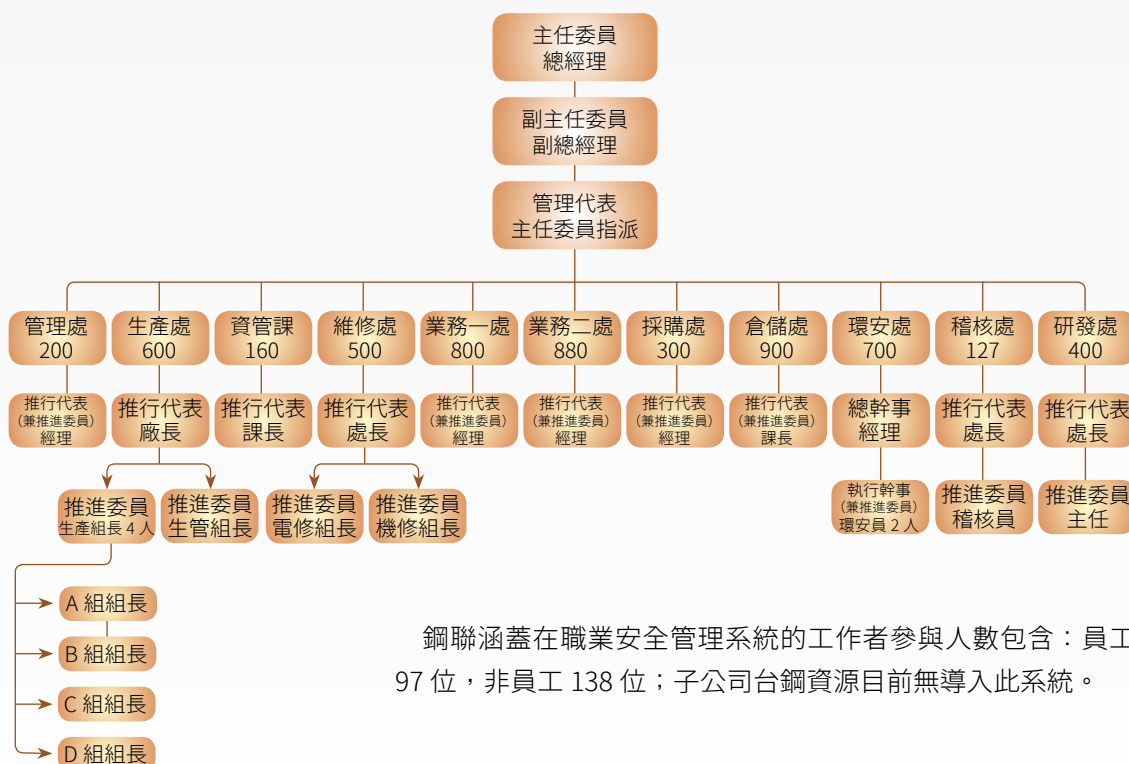 主任委員
總經理
副主任委員
副總經理
管理代表
主任委員指派
管理處
200
生產處
600
資管課
160
維修處
500
業務一處
800
業務二處
880
採購處
300
倉儲處
900
環安處
700
稽核處
127
研發處
400
推行代表
(兼推進委員)
經理
推行代表
廠長
推行代表
課長
推行代表
處長
推行代表
(兼推進委員)
經理
推行代表
(兼推進委員)
經理
推行代表
(兼推進委員)
經理
推行代表
(兼推進委員)
課長
總幹事
經理
推行代表
處長
推行代表
處長
推進委員
生產組長 4 人
推進委員
生管組長
推進委員
電修組長
推進委員
機修組長
執行幹事
(兼推進委員)
環安員 2 人
推進委員
稽核員
推進委員
主任
A 組組長
B 組組長
C 組組長
D 組組長
鋼聯涵蓋在職業安全管理系統的工作者參與人數包含：員工
97 位，非員工 138 位；子公司台鋼資源目前無導入此系統。